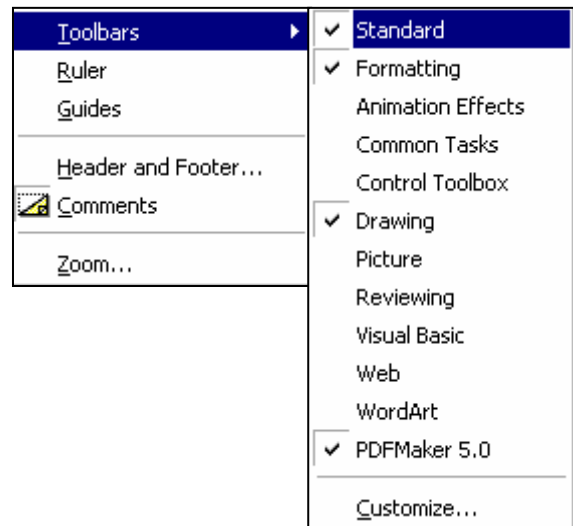 Toolbars
Ruler
Guides
Header and Footer...
Comments
Zoom...
Standard
Formatting
Animation Effects
Common Tasks
Control Toolbox
Drawing
Picture
Reviewing
Visual Basic
Web
WordArt
PDFMaker 5.0
Customize...